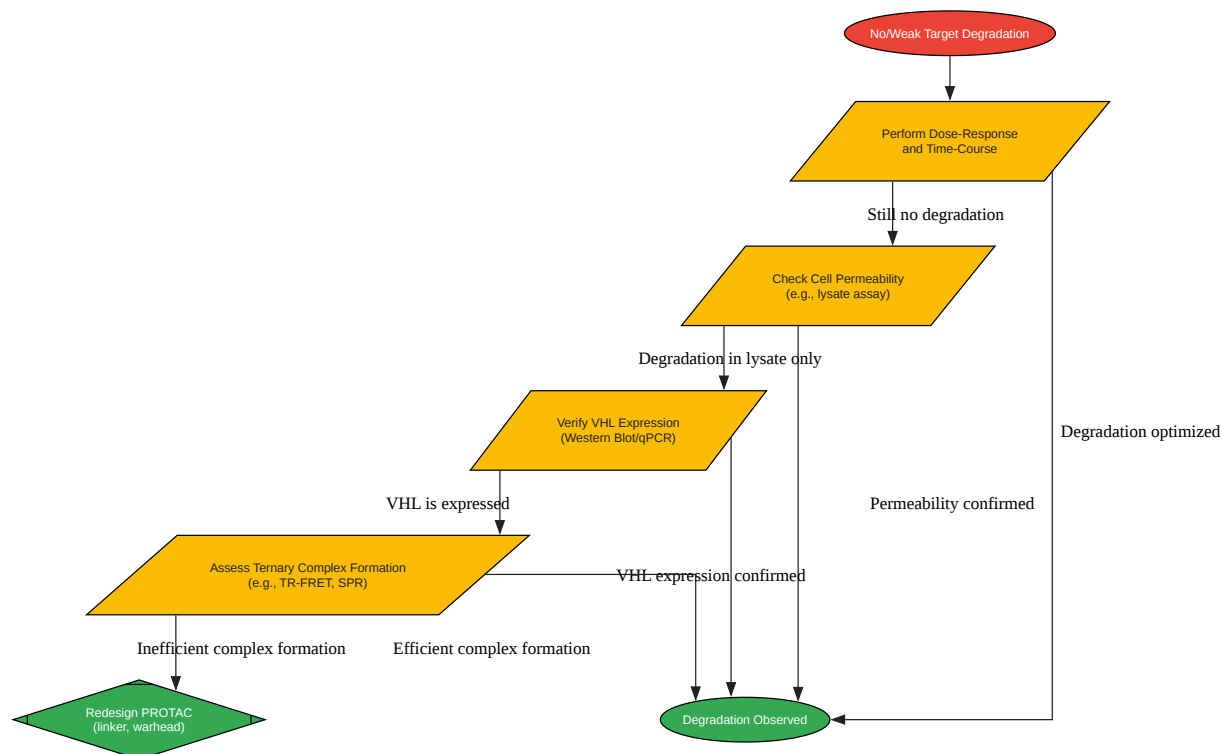 No/Weak Target Degradation
Perform Dose-Response
and Time-Course
Still no degradation
Check Cell Permeability
(e.g., lysate assay)
Degradation in lysate only
Verify VHL Expression
(Western Blot/qPCR)
Degradation optimized
VHL is expressed
Permeability confirmed
Assess Ternary Complex Formation
(e.g., TR-FRET, SPR)
VHL expression confirmed
Inefficient complex formation
Efficient complex formation
Redesign PROTAC
(linker, warhead)
Degradation Observed